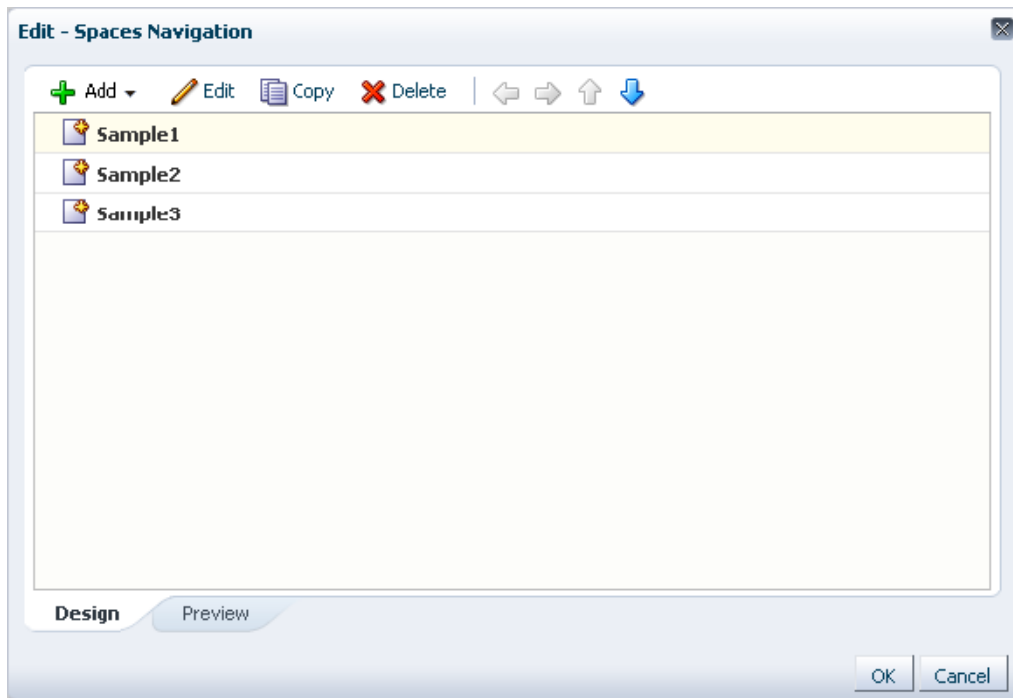 Edit - Spaces Navigation
Add Edit Copy Delete
Sample1
Sample2
Sample3
Design Preview
OK Cancel